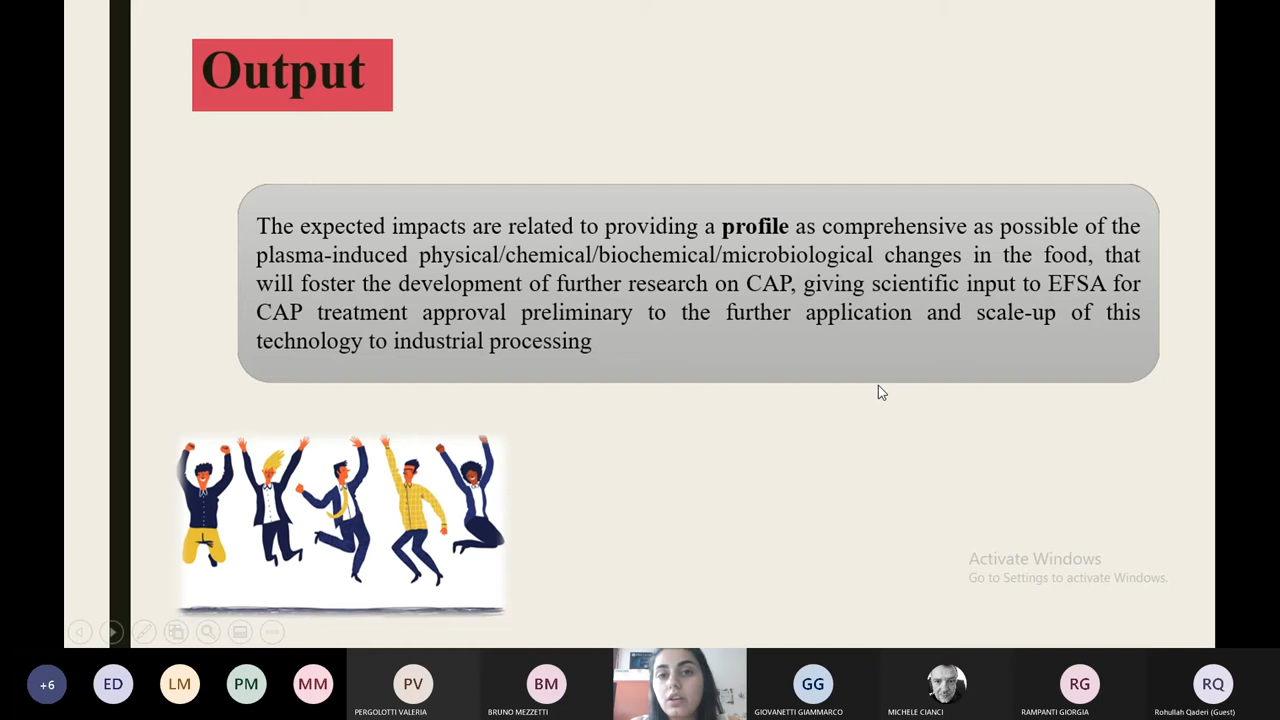 Output
The expected impacts are related to providing a profile as comprehensive as possible of the
plasma-induced physical/chemical/biochemical/microbiological changes in the food, that
will foster the development of further research on CAP, giving scientific input to EFSA for
CAP treatment approval preliminary to the further application and scale-up of this
technology to industrial processing
Activate Windows
Go to Settings to activate Windows.
+6
ED
LM
PM
MM
PV
PERGOLOTTI VALERIA
BM
BRUNO MEZZETTI
GG
GIOVANETTI GIAMMARCO
MICHELE CIANCI
RG
RAMPANTI GIORGIA
RQ
Rohullah Qaderi (Guest)